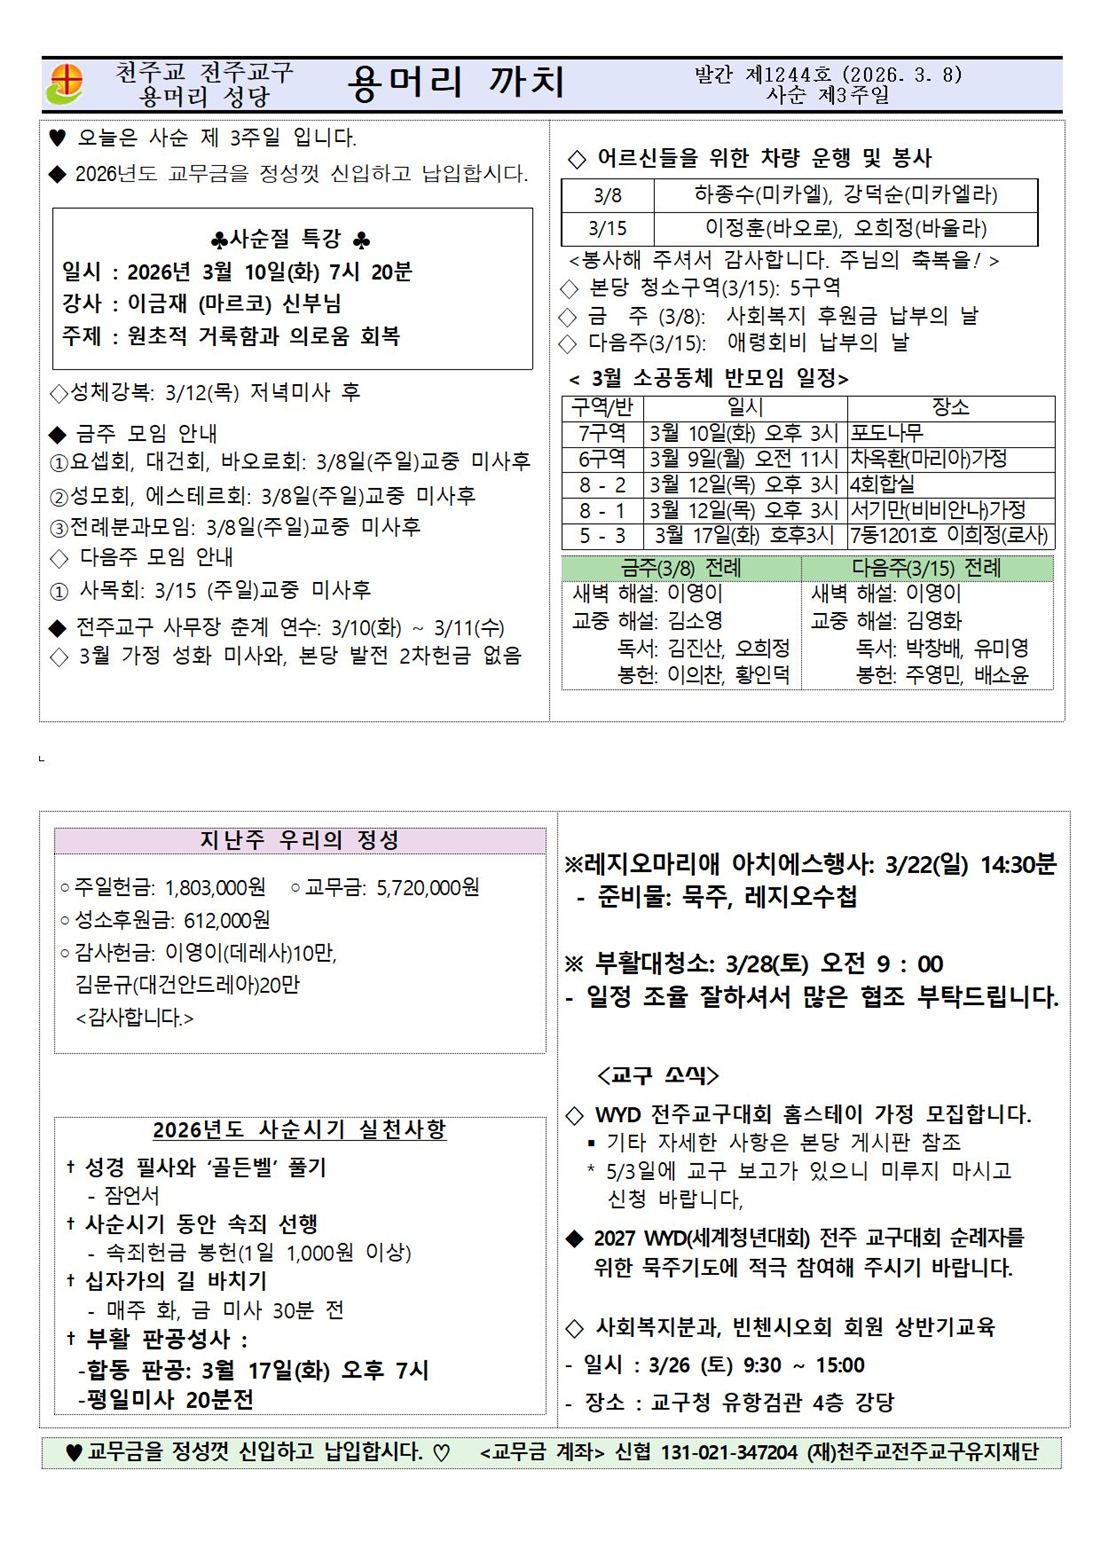 천주교 전주교구
용머리 성당
용머리 까치
발간 제1244호 (2026. 3. 8)
사순 제3주일
♥ 오늘은 사순 제 3주일 입니다.
◆ 2026년도 교무금을 정성껏 신입하고 납입합시다.
♣사순절 특강 ♣
일시 : 2026년 3월 10일(화) 7시 20분
강사 : 이금재 (마르코) 신부님
주제 : 원초적 거룩함과 의로움 회복
◇성체강복: 3/12(목) 저녁미사 후
◆ 금주 모임 안내
①요셉회, 대건회, 바오로회: 3/8일(주일)교중 미사후
②성모회, 에스테르회: 3/8일(주일)교중 미사후
③전례분과모임: 3/8일(주일)교중 미사후
◇ 다음주 모임 안내
① 사목회: 3/15 (주일)교중 미사후
◆ 전주교구 사무장 춘계 연수: 3/10(화) ~ 3/11(수)
◇ 3월 가정 성화 미사와, 본당 발전 2차헌금 없음
◇ 어르신들을 위한 차량 운행 및 봉사
3/8 하종수(미카엘), 강덕순(미카엘라)
3/15 이정훈(바오로), 오희정(바울라)
<봉사해 주셔서 감사합니다. 주님의 축복을! >
◇ 본당 청소구역(3/15): 5구역
◇ 금 주 (3/8): 사회복지 후원금 납부의 날
◇ 다음주(3/15): 애령회비 납부의 날
< 3월 소공동체 반모임 일정>
구역/반 일시 장소
7구역 3월 10일(화) 오후 3시 포도나무
6구역 3월 9일(월) 오전 11시 차옥환(마리아)가정
8 - 2 3월 12일(목) 오후 3시 4회합실
8 - 1 3월 12일(목) 오후 3시 서기만(비비안나)가정
5 - 3 3월 17일(화) 호후3시 7동1201호 이희정(로사)
금주(3/8) 전례 다음주(3/15) 전례
새벽 해설: 이영이 새벽 해설: 이영이
교중 해설: 김소영 교중 해설: 김영화
독서: 김진산, 오희정 독서: 박창배, 유미영
봉헌: 이의찬, 황인덕 봉헌: 주영민, 배소윤
지난주 우리의 정성
○ 주일헌금: 1,803,000원 ○ 교무금: 5,720,000원
○ 성소후원금: 612,000원
○ 감사헌금: 이영이(데레사)10만,
김문규(대건안드레아)20만
<감사합니다.>
2026년도 사순시기 실천사항
† 성경 필사와 ‘골든벨’ 풀기
- 잠언서
† 사순시기 동안 속죄 선행
- 속죄헌금 봉헌(1일 1,000원 이상)
† 십자가의 길 바치기
- 매주 화, 금 미사 30분 전
† 부활 판공성사 :
-합동 판공: 3월 17일(화) 오후 7시
-평일미사 20분전
※레지오마리애 아치에스행사: 3/22(일) 14:30분
- 준비물: 묵주, 레지오수첩
※ 부활대청소: 3/28(토) 오전 9 : 00
- 일정 조율 잘하셔서 많은 협조 부탁드립니다.
<교구 소식>
◇ WYD 전주교구대회 홈스테이 가정 모집합니다.
▪ 기타 자세한 사항은 본당 게시판 참조
* 5/3일에 교구 보고가 있으니 미루지 마시고
신청 바랍니다,
◆ 2027 WYD(세계청년대회) 전주 교구대회 순례자를
위한 묵주기도에 적극 참여해 주시기 바랍니다.
◇ 사회복지분과, 빈첸시오회 회원 상반기교육
- 일시 : 3/26 (토) 9:30 ~ 15:00
- 장소 : 교구청 유항검관 4층 강당
♥ 교무금을 정성껏 신입하고 납입합시다. ♡ <교무금 계좌> 신협 131-021-347204 (재)천주교전주교구유지재단